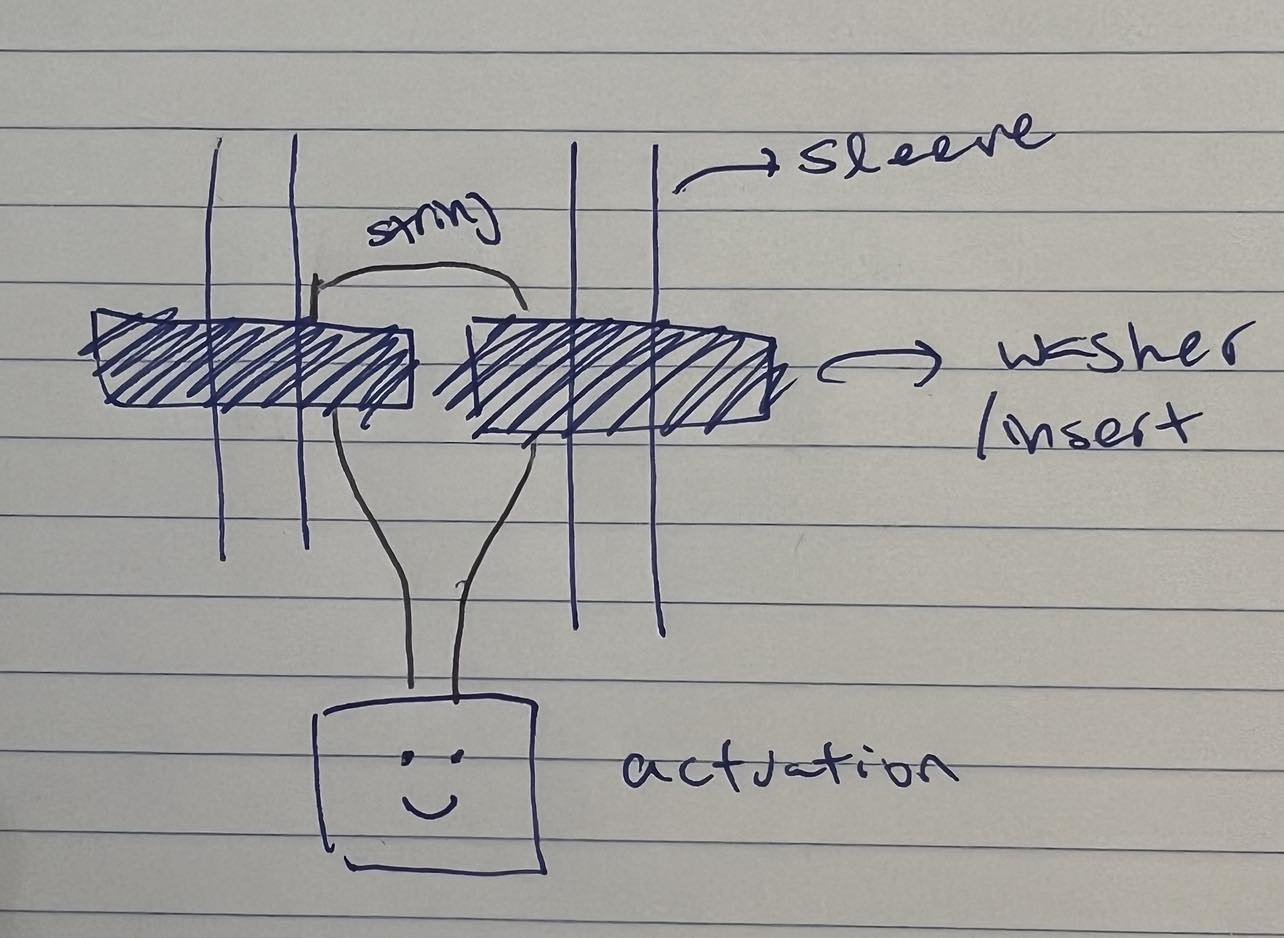 sleeve
string
washer
/insert
actuation